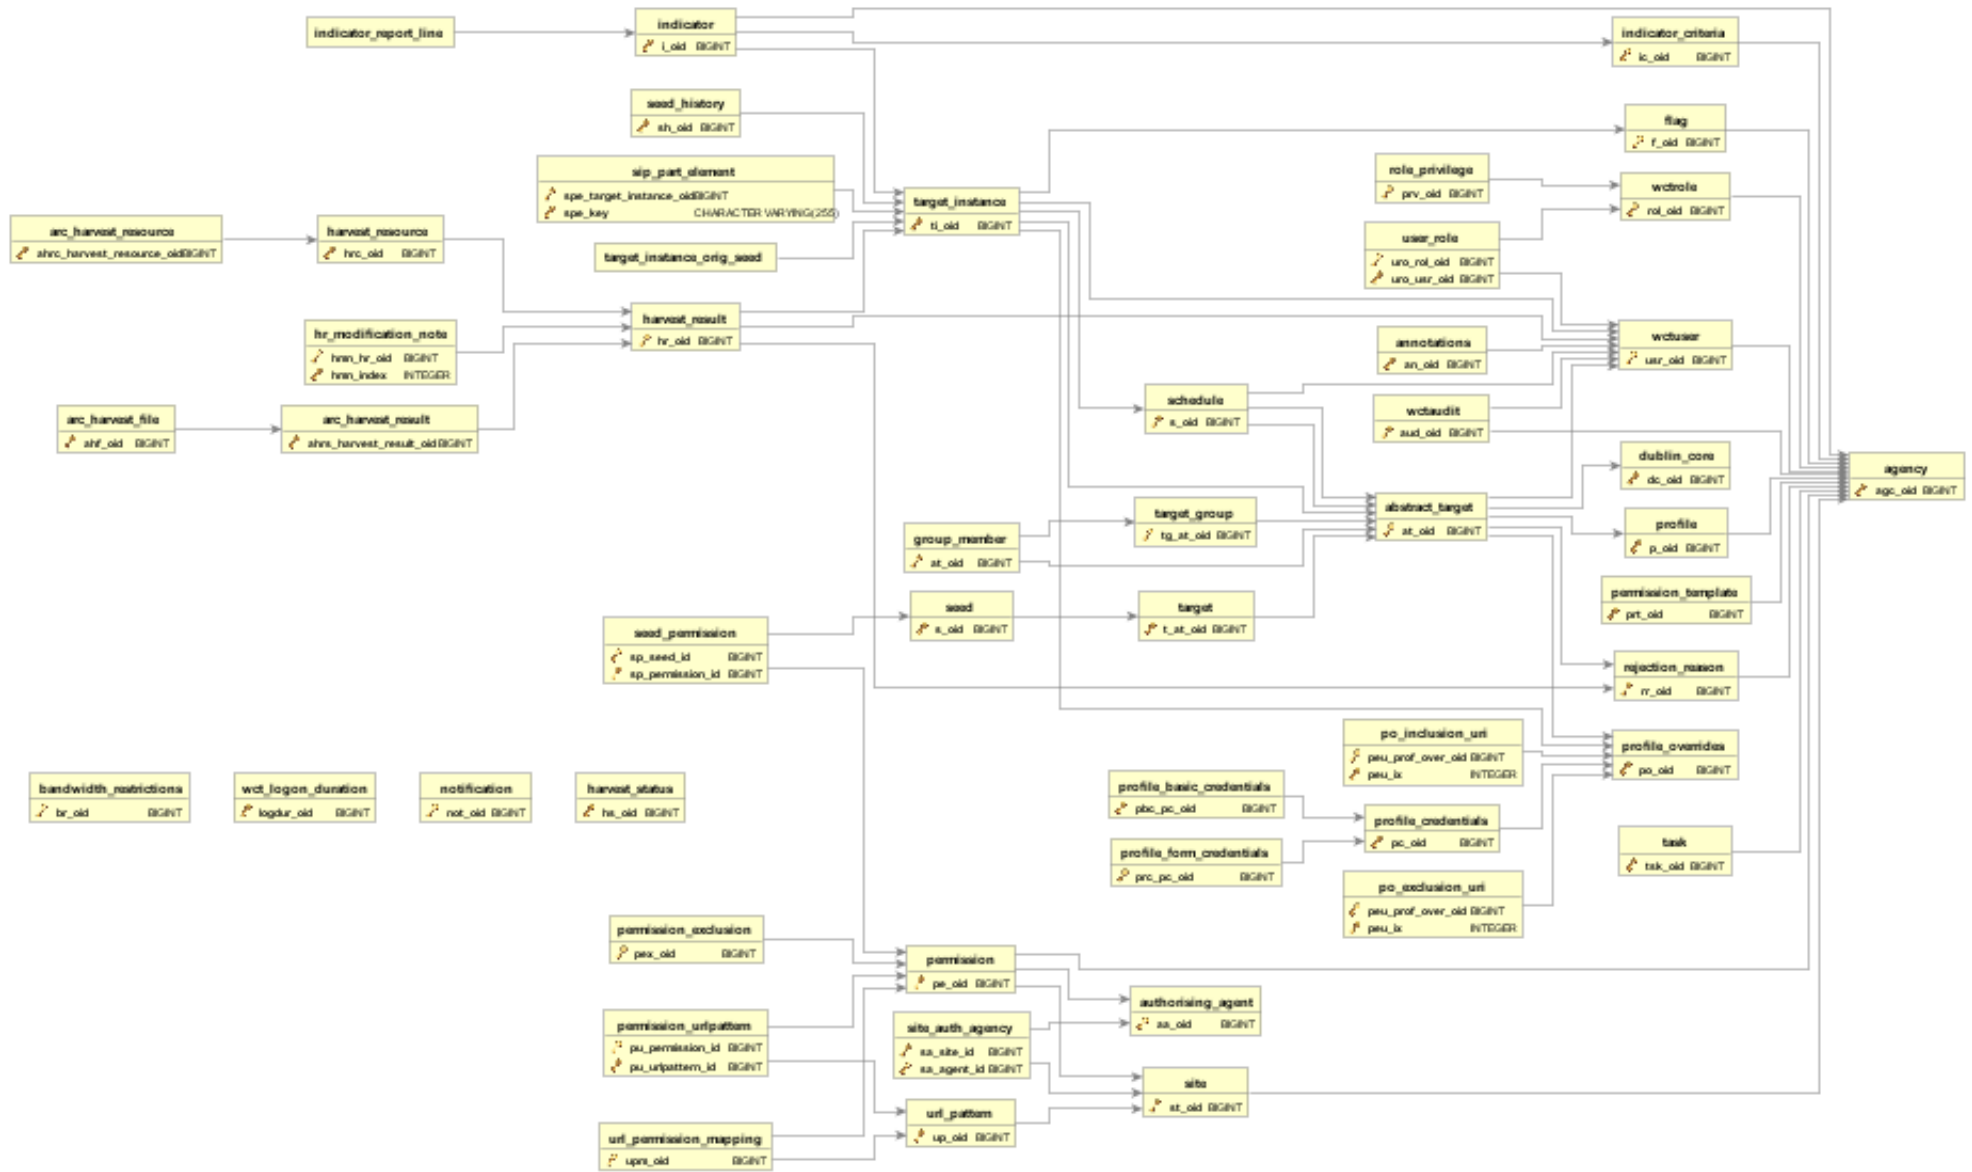 indicator_report_line
indicator
i_oid BIGINT
indicator_criteria
ic_oid BIGINT
seed_history
sh_oid BIGINT
flag
f_oid BIGINT
sip_part_element
spe_target_instance_oid BIGINT
spe_key CHARACTER VARYING(255)
role_privilege
prv_oid BIGINT
wctrole
rol_oid BIGINT
target_instance
ti_oid BIGINT
arc_harvest_resource
ahrc_harvest_resource_oid BIGINT
harvest_resource
hrc_oid BIGINT
target_instance_orig_seed
user_role
uro_rol_oid BIGINT
uro_usr_oid BIGINT
harvest_result
hr_oid BIGINT
hr_modification_note
hmn_hr_oid BIGINT
hmn_index INTEGER
annotations
an_oid BIGINT
wctuser
usr_oid BIGINT
arc_harvest_file
ahf_oid BIGINT
arc_harvest_result
ahrs_harvest_result_oid BIGINT
schedule
s_oid BIGINT
wctaudit
aud_oid BIGINT
dublin_core
dc_oid BIGINT
agency
agc_oid BIGINT
group_member
at_oid BIGINT
target_group
tg_at_oid BIGINT
abstract_target
at_oid BIGINT
profile
p_oid BIGINT
seed
s_oid BIGINT
target
t_at_oid BIGINT
permission_template
prt_oid BIGINT
seed_permission
sp_seed_id BIGINT
sp_permission_id BIGINT
rejection_reason
rr_oid BIGINT
po_inclusion_uri
peu_prof_over_oid BIGINT
peu_ix INTEGER
profile_overrides
po_oid BIGINT
bandwidth_restrictions
br_oid BIGINT
wct_logon_duration
logdur_oid BIGINT
notification
not_oid BIGINT
harvest_status
hs_oid BIGINT
profile_basic_credentials
pbc_pc_oid BIGINT
profile_credentials
pc_oid BIGINT
profile_form_credentials
prc_pc_oid BIGINT
task
tsk_oid BIGINT
po_exclusion_uri
peu_prof_over_oid BIGINT
peu_ix INTEGER
permission_exclusion
pex_oid BIGINT
permission
pe_oid BIGINT
authorising_agent
aa_oid BIGINT
permission_urlpattern
pu_permission_id BIGINT
pu_urlpattern_id BIGINT
site_auth_agency
sa_site_id BIGINT
sa_agent_id BIGINT
site
st_oid BIGINT
url_pattern
up_oid BIGINT
url_permission_mapping
upm_oid BIGINT